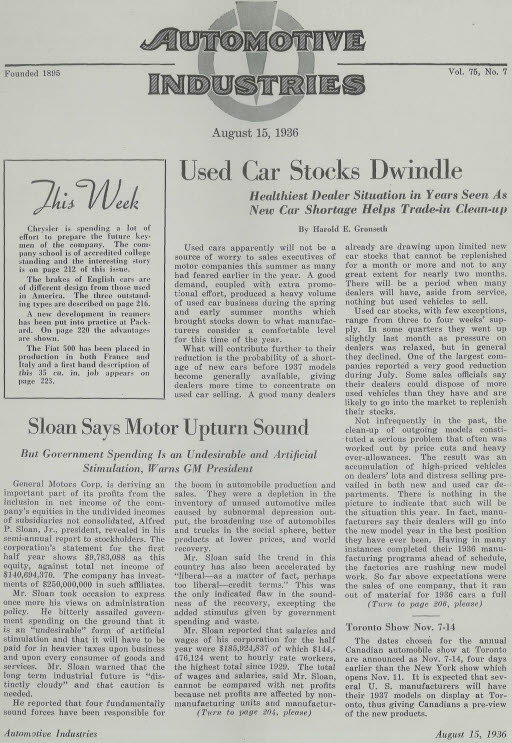 AUTOMOTIVE
INDUSTRIES
Founded 1895
Vol. 75, No. 7
August 15, 1936
This Week
Chrysler is spending a lot of
effort to prepare the future key-
men of the company. The com-
pany school is of accredited college
standing and the interesting story
is on page 212 of this issue.
The brakes of English cars are
of different design from those used
in America. The three outstand-
ing types are described on page 216.
A new development in reamers
has been put into practice at Pack-
ard. On page 220 the advantages
are shown.
The Fiat 500 has been placed in
production in both France and
Italy and a first hand description of
this 35 cu. in. job appears on
page 223.
Used Car Stocks Dwindle
Healthiest Dealer Situation in Years Seen As
New Car Shortage Helps Trade-in Clean-up
By Harold E. Gronseth
Used cars apparently will not be a
source of worry to sales executives of
motor companies this summer as many
had feared earlier in the year. A good
demand, coupled with extra promo-
tional effort, produced a heavy volume
of used car business during the spring
and early summer months which
brought stocks down to what manufac-
turers consider a comfortable level
for this time of the year.
What will contribute further to their
reduction is the probability of a short-
age of new cars before 1937 models
become generally available, giving
dealers more time to concentrate on
used car selling. A good many dealers
already are drawing upon limited new
car stocks that cannot be replenished
for a month or more and not to any
great extent for nearly two months.
There will be a period when many
dealers will have, aside from service,
nothing but used vehicles to sell.
Used car stocks, with few exceptions,
range from three to four weeks' sup-
ply. In some quarters they went up
slightly last month as pressure on
dealers was relaxed, but in general
they declined. One of the largest com-
panies reported a very good reduction
during July. Some sales officials say
their dealers could dispose of more
used vehicles than they have and are
likely to go into the market to replenish
their stocks.
Not infrequently in the past, the
clean-up of outgoing models consti-
tuted a serious problem that often was
worked out by price cuts and heavy
over-allowances. The result was an
accumulation of high-priced vehicles
on dealers' lots and distress selling pre-
vailed in both new and used car de-
partments. There is nothing in the
picture to indicate that such will be
the situation this year. In fact, manu-
facturers say their dealers will go into
the new model year in the best position
they have ever been. Having in many
instances completed their 1936 manu-
facturing programs ahead of schedule,
the factories are rushing new model
work. So far above expectations were
the sales of one company, that it ran
out of material for 1936 cars a full
(Turn to page 206, please)
Sloan Says Motor Upturn Sound
But Government Spending Is an Undesirable and Artificial
Stimulation, Warns GM President
General Motors Corp. is deriving an
important part of its profits from the
inclusion in net income of the com-
pany's equities in the undivided incomes
of subsidiaries not consolidated, Alfred
P. Sloan, Jr., president, revealed in his
semi-annual report to stockholders. The
corporation's statement for the first
half year shows $9,783,088 as this
equity, against total net income of
$140,694,370. The company has invest-
ments of $250,000,000 in such affiliates.
Mr. Sloan took occasion to express
once more his views on administration
policy. He bitterly assailed govern-
ment spending on the ground that it
is an "undesirable" form of artificial
stimulation and that it will have to be
paid for in heavier taxes upon business
and upon every consumer of goods and
services. Mr. Sloan warned that the
long term industrial future is "dis-
tinctly cloudy" and that caution is
needed.
He reported that four fundamentally
sound forces have been responsible for
the boom in automobile production and
sales. They were a depletion in the
inventory of unused automotive miles
caused by subnormal depression out-
put, the broadening use of automobiles
and trucks in the social sphere, better
products at lower prices, and world
recovery.
Mr. Sloan said the trend in this
country has also been accelerated by
"liberal—as a matter of fact, perhaps
too liberal—credit terms." This was
the only indicated flaw in the sound-
ness of the recovery, excepting the
added stimulus given by government
spending and waste.
Mr. Sloan reported that salaries and
wages of his corporation for the half
year were $185,924,837 of which $144,-
476,124 went to hourly rate workers,
the highest total since 1929. The total
of wages and salaries, said Mr. Sloan,
cannot be compared with net profits
because net profits are affected by non-
manufacturing units and manufactur-
(Turn to page 204, please)
Toronto Show Nov. 7-14
The dates chosen for the annual
Canadian automobile show at Toronto
are announced as Nov. 7-14, four days
earlier than the New York show which
opens Nov. 11. It is expected that sev-
eral U. S. manufacturers will have
their 1937 models on display at Tor-
onto, thus giving Canadians a pre-view
of the new products.
Automotive Industries
August 15, 1936